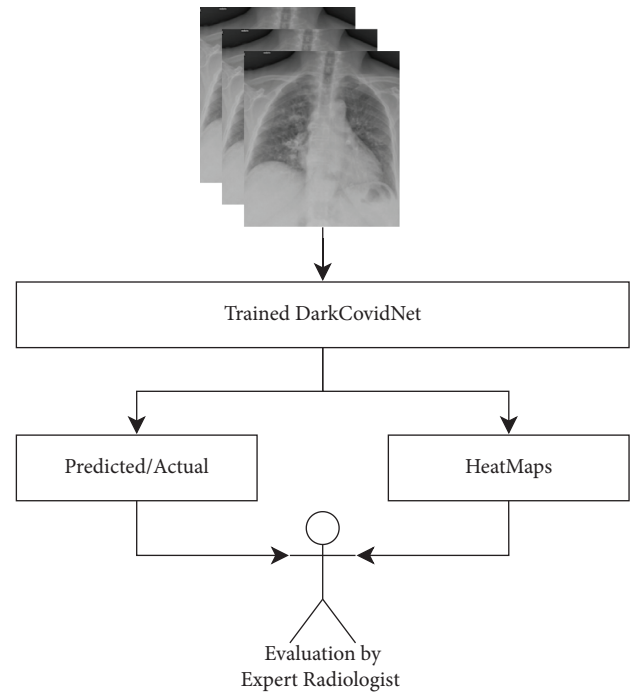 Trained DarkCovidNet
Predicted/Actual
HeatMaps
Evaluation by
Expert Radiologist